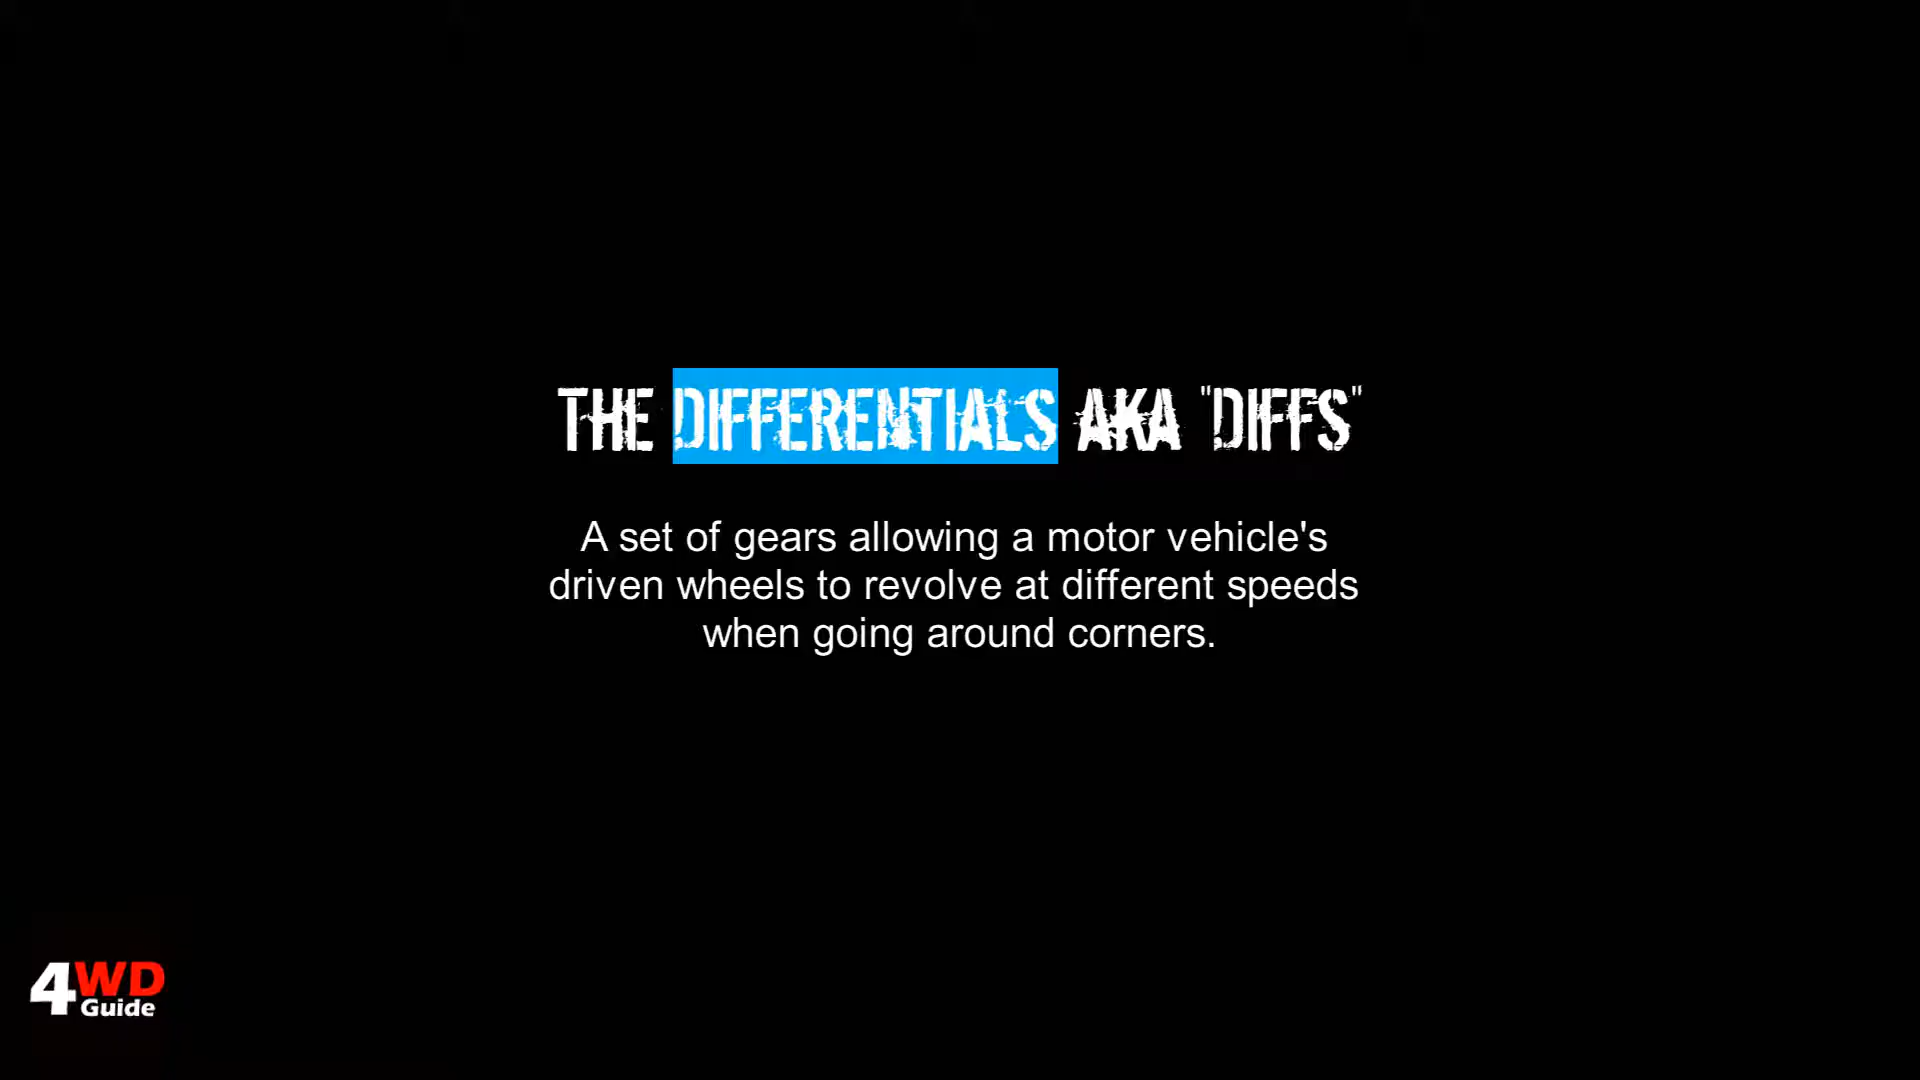 THE DIFFERENTIALS AKA "DIFFS"
A set of gears allowing a motor vehicle's
driven wheels to revolve at different speeds
when going around corners.
4WD
Guide